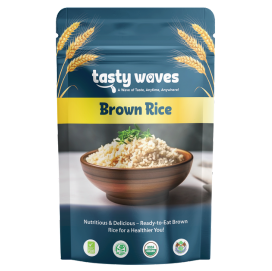 tasty waves
A Wave of Taste, Anytime, Anywhere!
Brown Rice
Nutritious & Delicious – Ready-to-Eat Brown
Rice for a Healthier You!